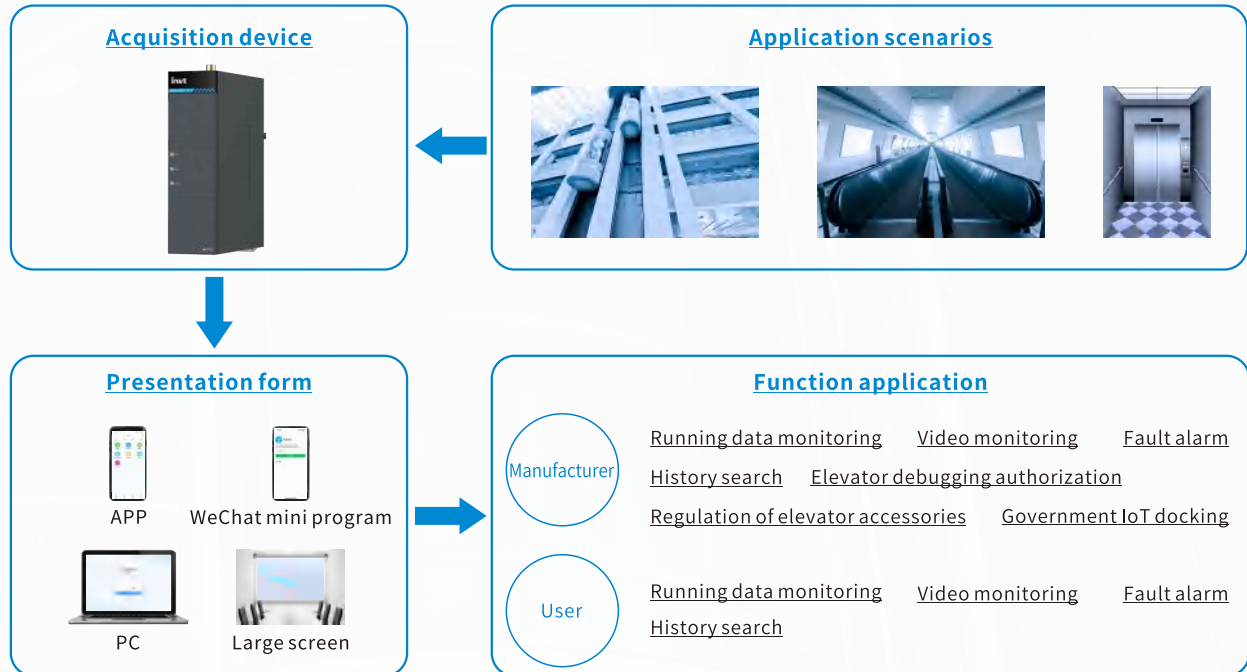 Acquisition device
invt
Application scenarios
Presentation form
APP
WeChat mini program
PC
Large screen
Function application
Manufacturer
Running data monitoring Video monitoring Fault alarm
History search Elevator debugging authorization
Regulation of elevator accessories Government IoT docking
User
Running data monitoring Video monitoring Fault alarm
History search